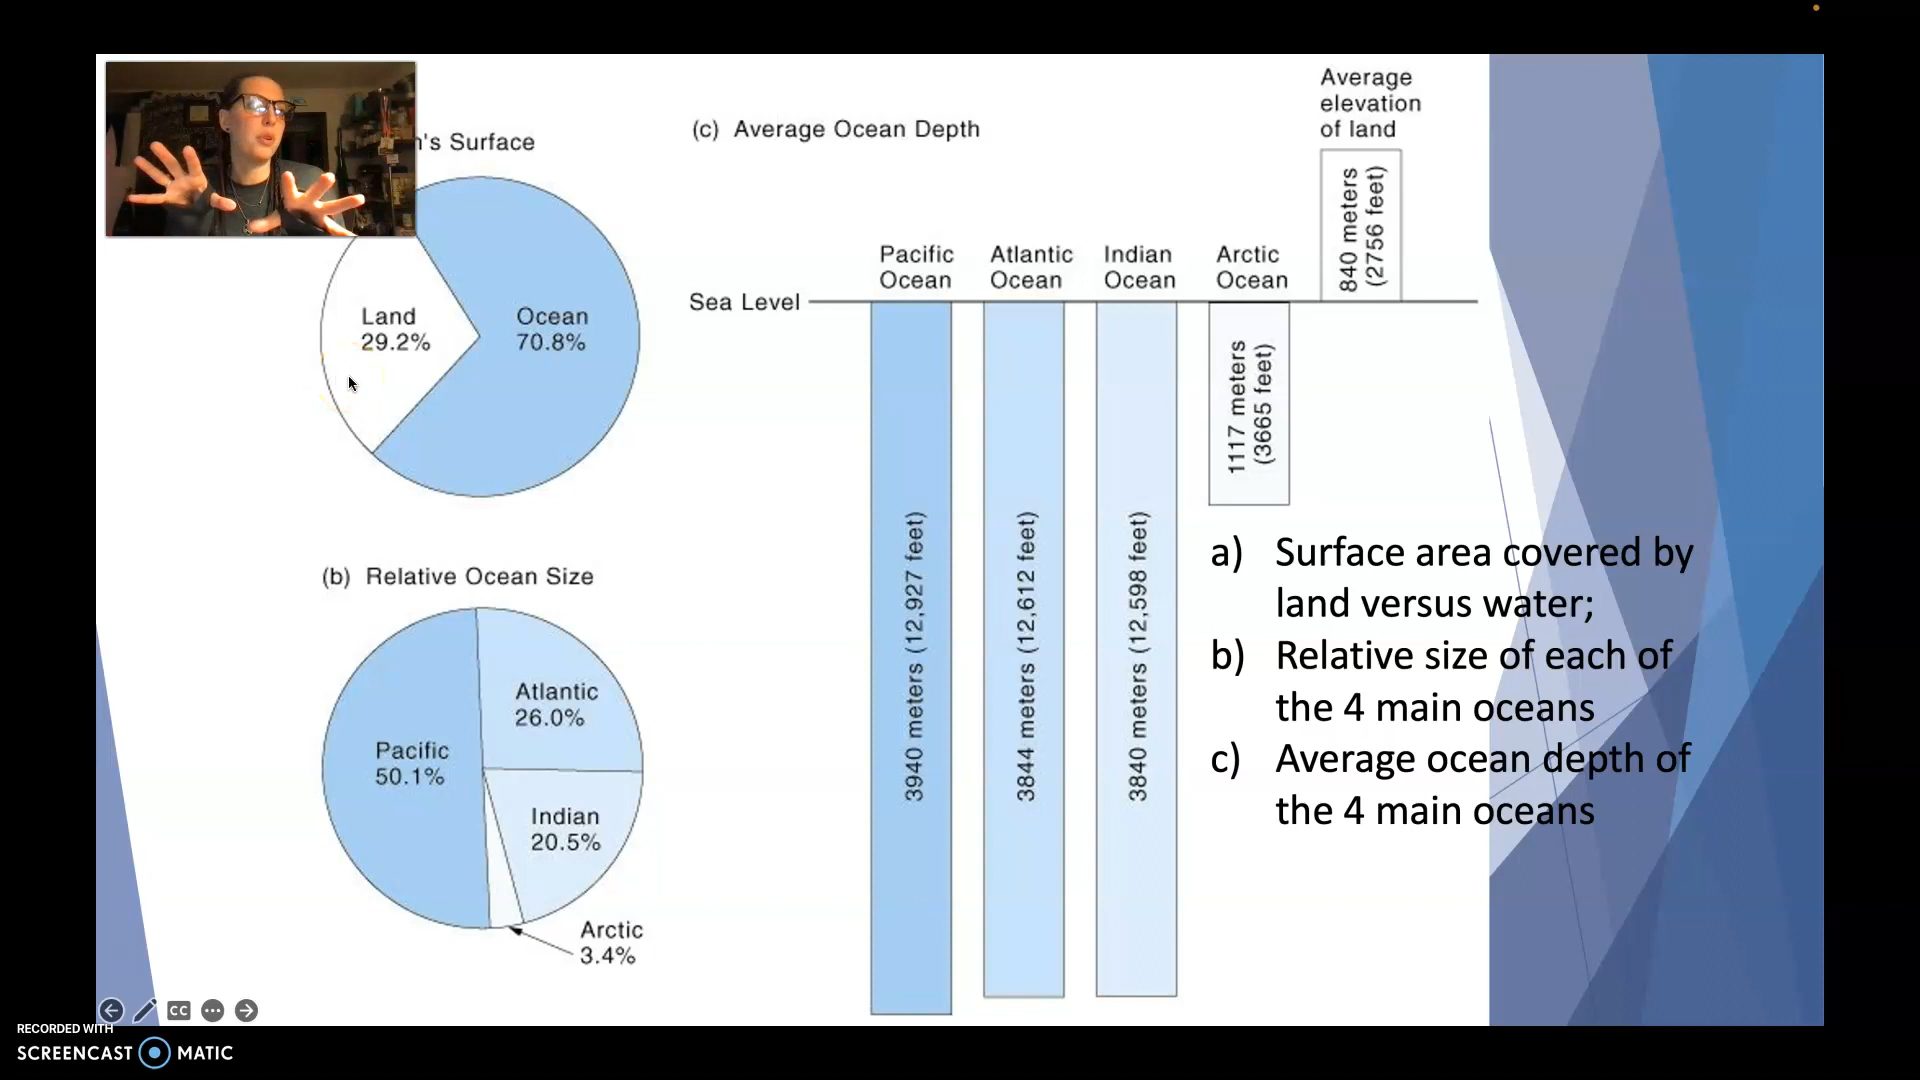 h's Surface
Land
29.2%
Ocean
70.8%
(b) Relative Ocean Size
Atlantic
26.0%
Pacific
50.1%
Indian
20.5%
Arctic
3.4%
(c) Average Ocean Depth
Average
elevation
of land
840 meters
(2756 feet)
Pacific
Ocean
Atlantic
Ocean
Indian
Ocean
Arctic
Ocean
Sea Level
3940 meters (12,927 feet)
3844 meters (12,612 feet)
3840 meters (12,598 feet)
1117 meters
(3665 feet)
a) Surface area covered by
land versus water;
b) Relative size of each of
the 4 main oceans
c) Average ocean depth of
the 4 main oceans
CC
RECORDED WITH
SCREENCAST MATIC